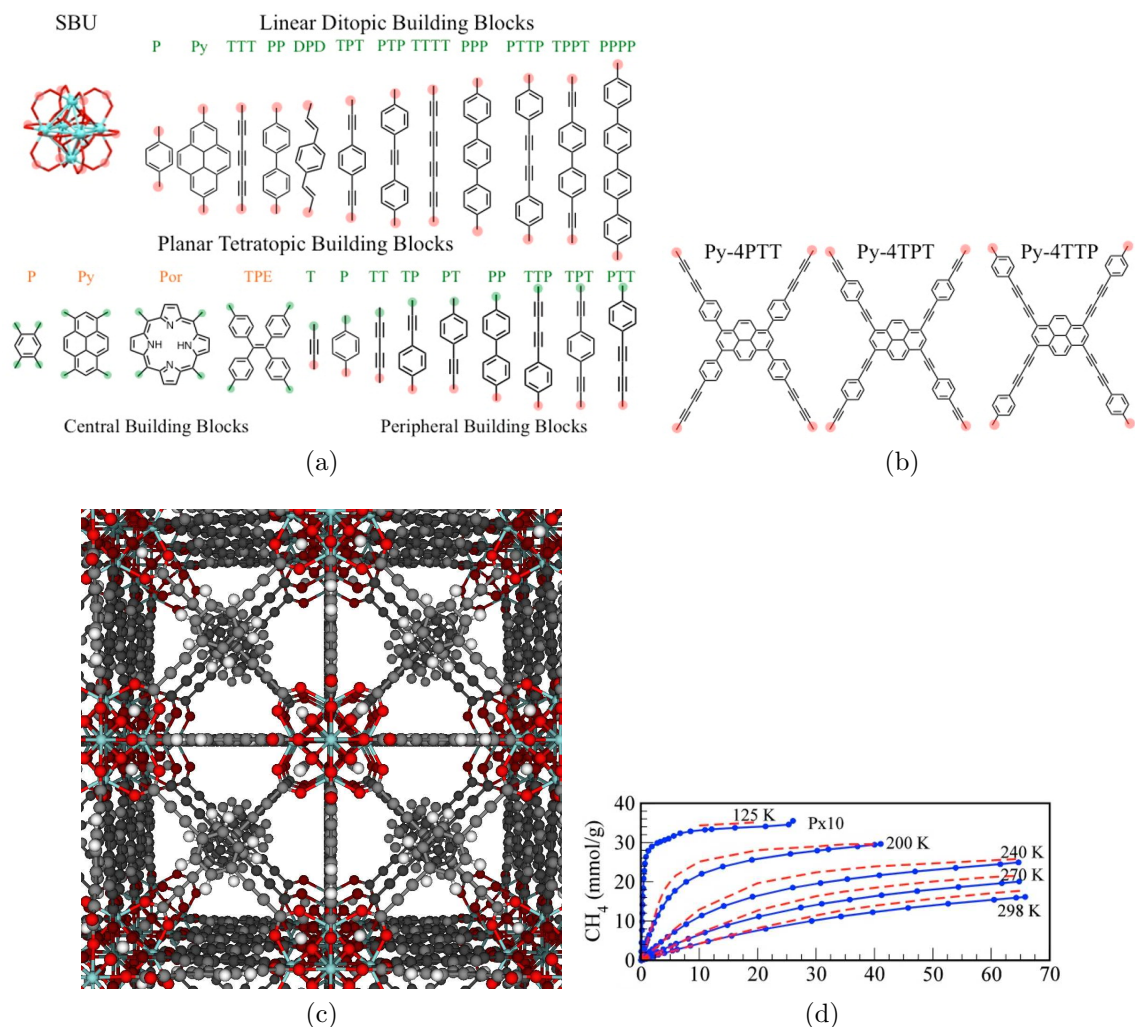 SBU
Linear Ditopic Building Blocks
P Py TTT PP DPD TPT PTP TTTT PPP PTTP TPPT PPPP
Planar Tetratopic Building Blocks
P Py Por TPE T P TT TP PT PP TTP TPT PTT
N
NH HN
N
Central Building Blocks Peripheral Building Blocks
(a)
Py-4PTT Py-4TPT Py-4TTP
(b)
(c)
CH4 (mmol/g)
40
30
20
10
0
125 K
Px10
200 K
240 K
270 K
298 K
0 10 20 30 40 50 60 70
(d)